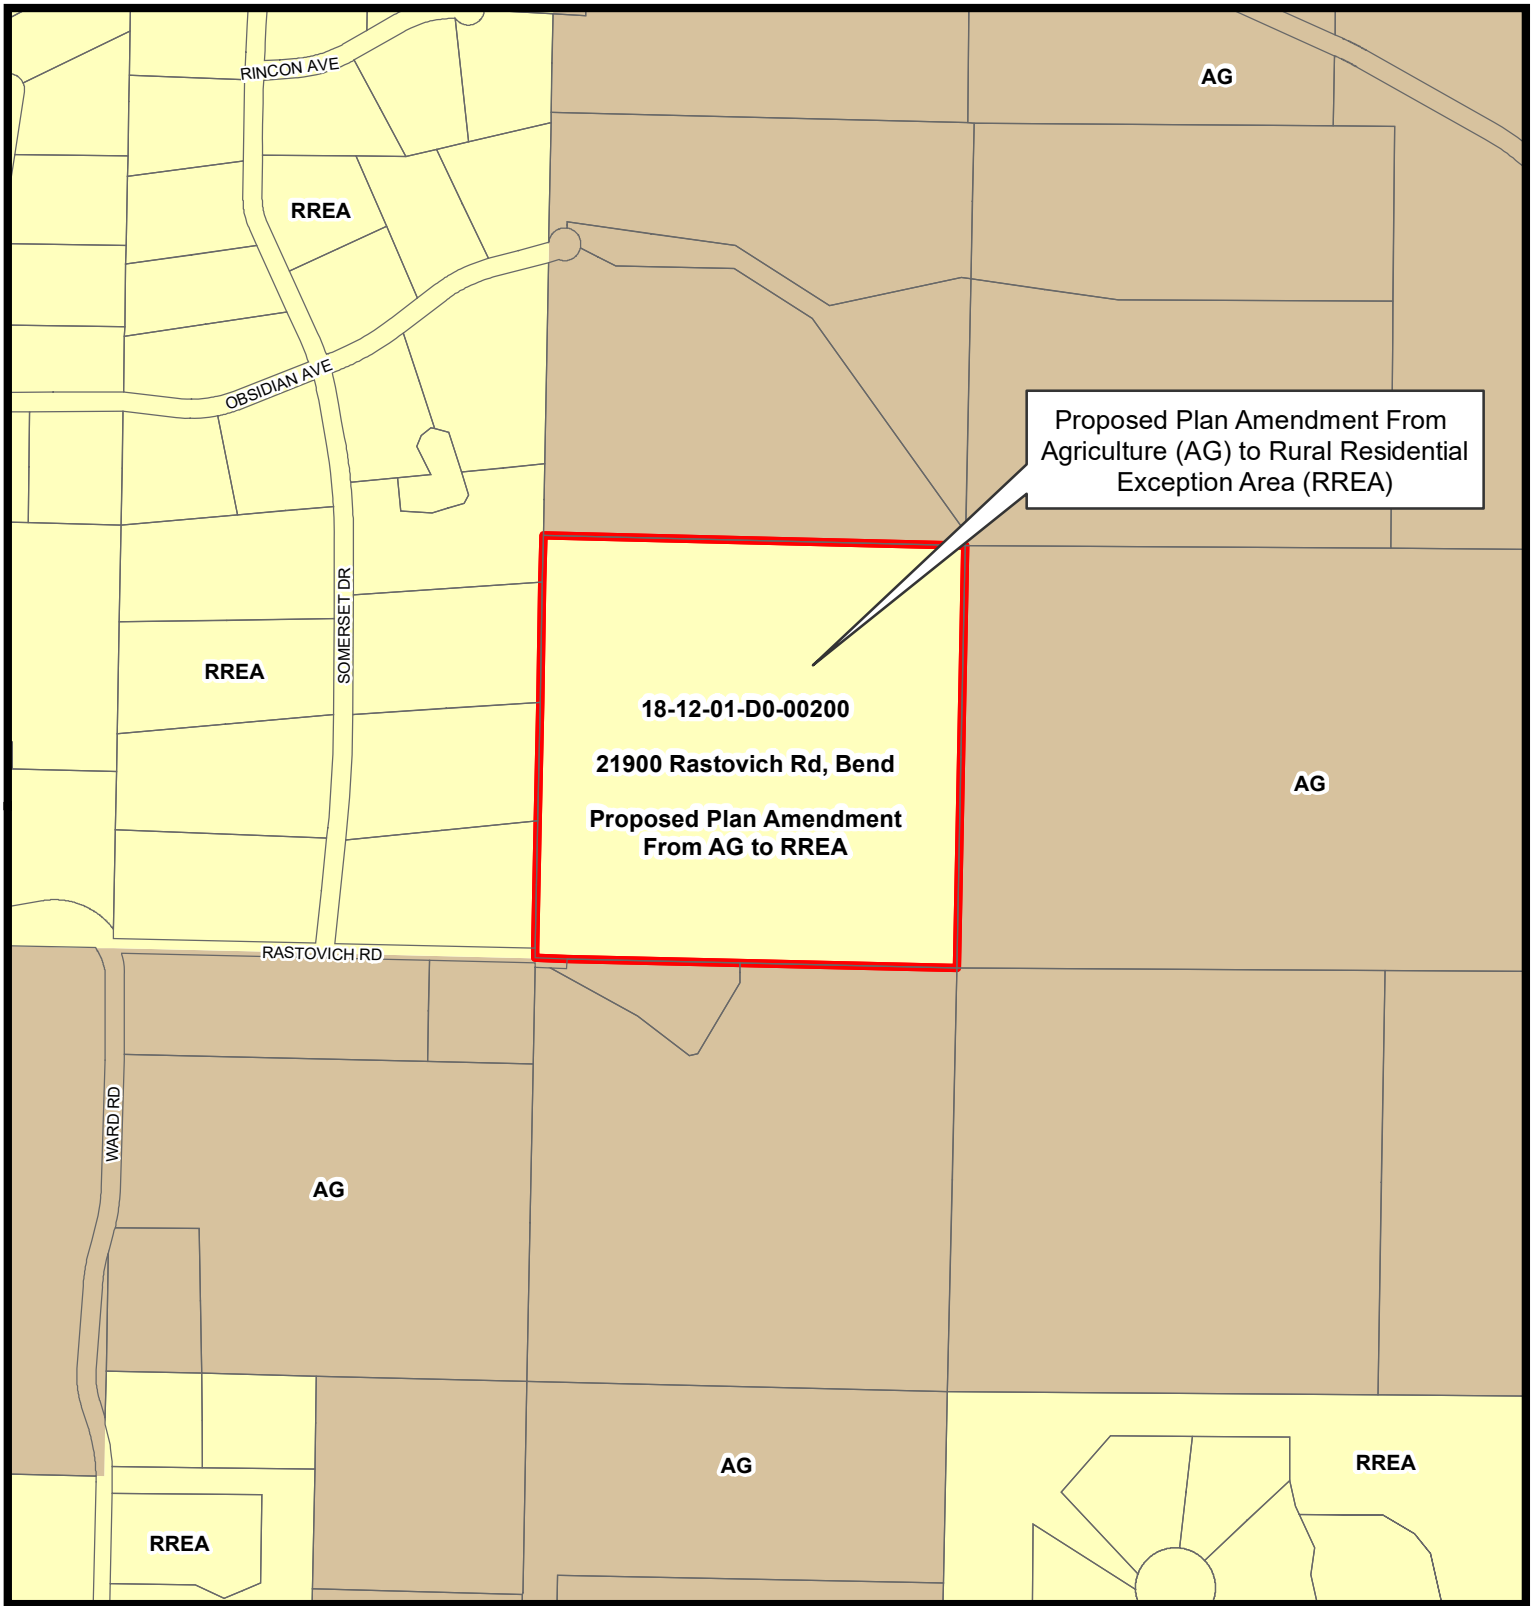 RINCON AVE
AG
RREA
OBSIDIAN AVE
Proposed Plan Amendment From
Agriculture (AG) to Rural Residential
Exception Area (RREA)
SOMERSET DR
RREA
18-12-01-D0-00200
21900 Rastovich Rd, Bend
Proposed Plan Amendment
From AG to RREA
AG
RASTOVICH RD
WARD RD
AG
AG
RREA
RREA